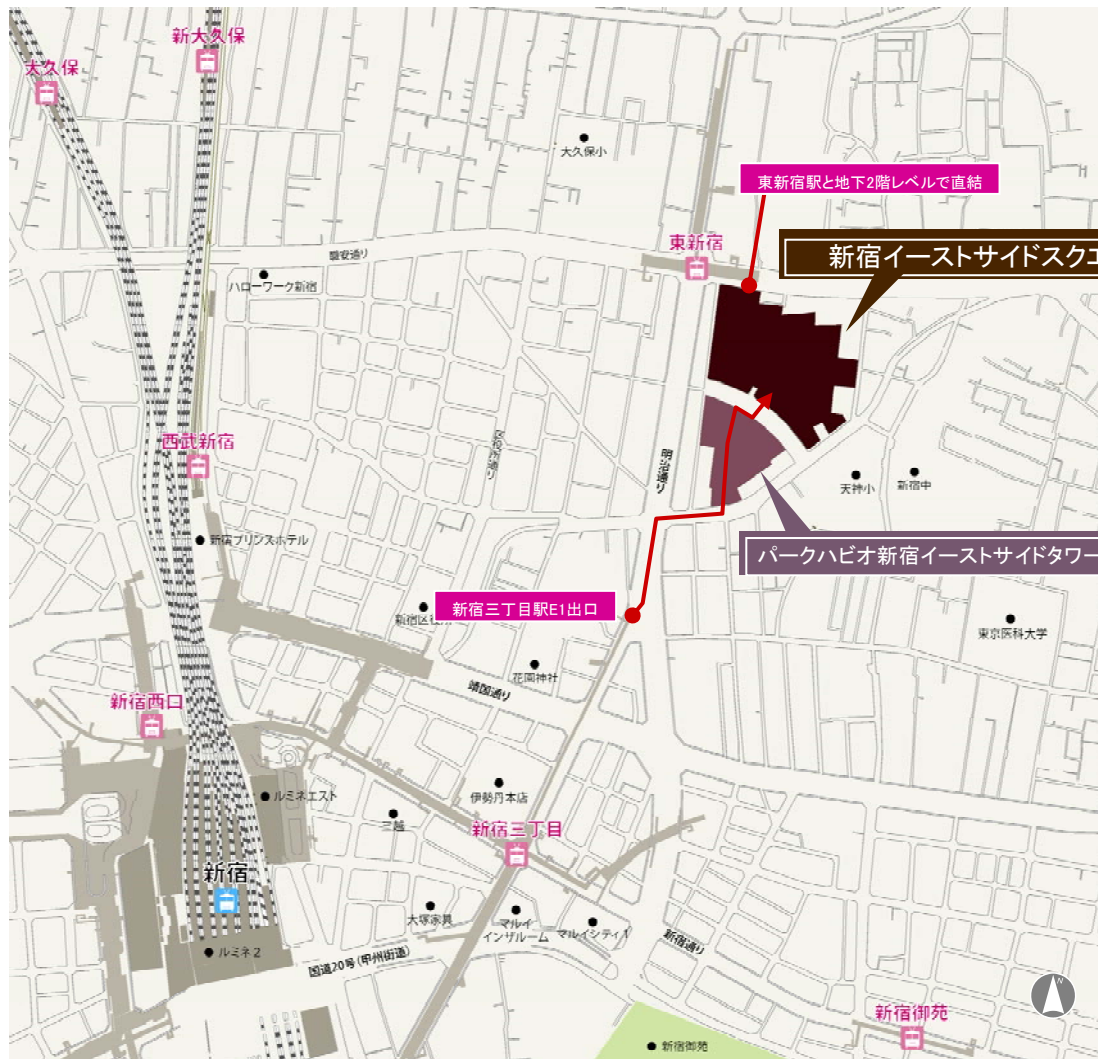 新大久保
大久保
大久保小
東新宿駅と地下2階レベルで直結
東新宿
新宿イーストサイドスクエ
職安通り
ハローワーク新宿
西武新宿
区役所通り
明治通り
天神小
新宿中
新宿プリンスホテル
パークハビオ新宿イーストサイドタワー
新宿三丁目駅E1出口
新宿区役
東京医科大学
花園神社
靖国通り
新宿西口
伊勢丹本店
ルミネエスト
三越
新宿三丁目
新宿
大塚家具
マルイ
インザルーム
マルイシティ1
新宿通り
ルミネ2
国道20号(甲州街道)
N
新宿御苑
新宿御苑